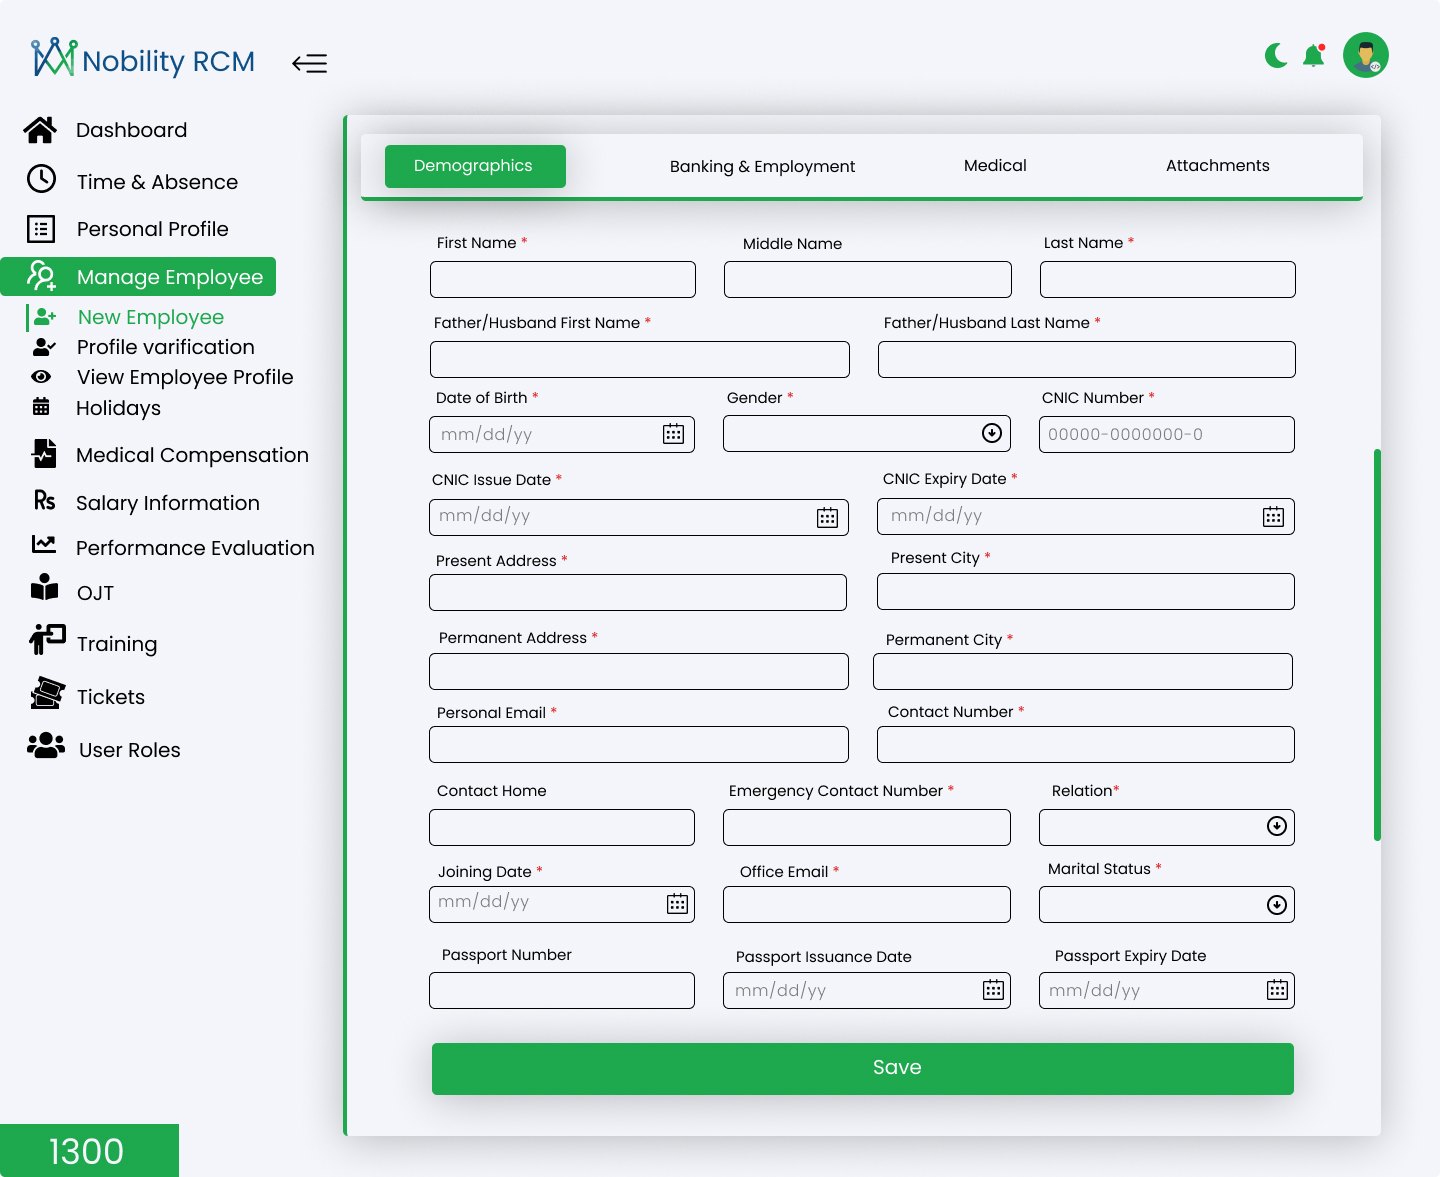 Nobility RCM
Dashboard
Time & Absence
Personal Profile
Manage Employee
New Employee
Profile varification
View Employee Profile
Holidays
Medical Compensation
Rs Salary Information
Performance Evaluation
OJT
Training
Tickets
User Roles
1300
Demographics Banking & Employment Medical Attachments
First Name * Middle Name Last Name *
Father/Husband First Name * Father/Husband Last Name *
Date of Birth * Gender * CNIC Number *
mm/dd/yy 00000-0000000-0
CNIC Issue Date * CNIC Expiry Date *
mm/dd/yy mm/dd/yy
Present Address * Present City *
Permanent Address * Permanent City *
Personal Email * Contact Number *
Contact Home Emergency Contact Number * Relation*
Joining Date * Office Email * Marital Status *
mm/dd/yy
Passport Number Passport Issuance Date Passport Expiry Date
mm/dd/yy mm/dd/yy
Save